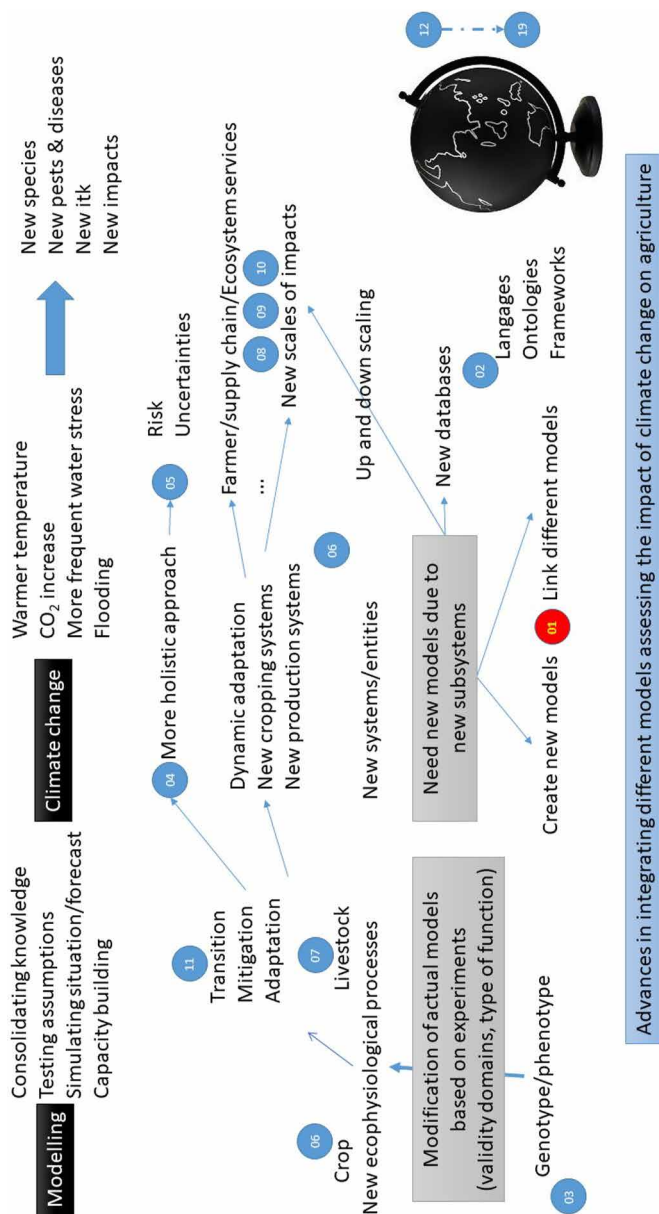 Modelling
Consolidating knowledge
Testing assumptions
Simulating situation/forecast
Capacity building
Climate change
Warmer temperature
CO₂ increase
More frequent water stress
Flooding
New species
New pests & diseases
New itk
New impacts
11
Transition
Mitigation
Adaptation
04
More holistic approach
05
Risk
Uncertainties
Dynamic adaptation
New cropping systems
New production systems
Farmer/supply chain/Ecosystem services
...
08
09
10
New scales of impacts
06
Crop
07
Livestock
New ecophysiological processes
New systems/entities
06
Up and down scaling
Modification of actual models
based on experiments
(validity domains, type of function)
Need new models due to
new subsystems
New databases
02
Langages
Ontologies
Frameworks
03
Genotype/phenotype
Create new models
01
Link different models
12
19
Advances in integrating different models assessing the impact of climate change on agriculture